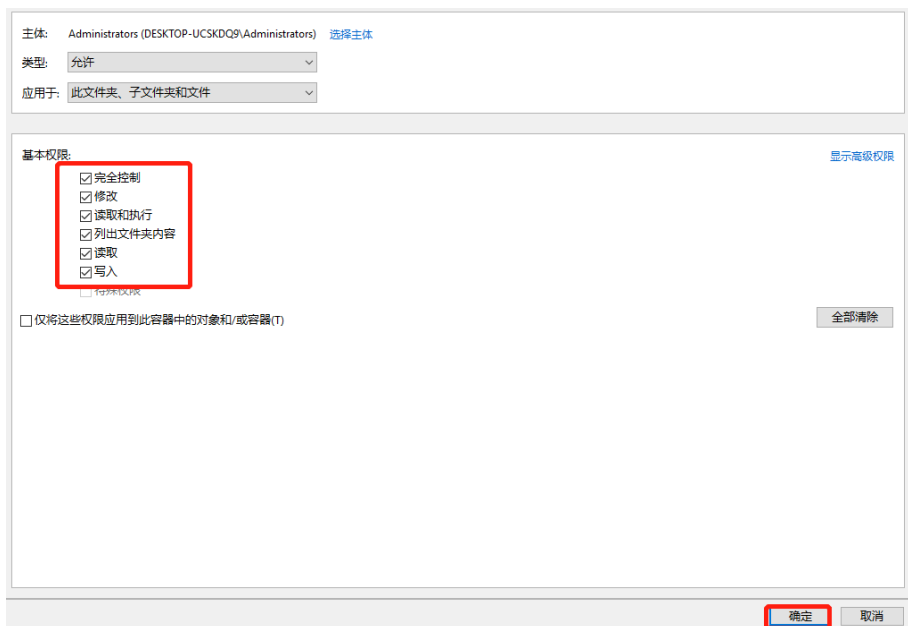 主体: Administrators (DESKTOP-UCSKDQ9\Administrators) 选择主体
类型: 允许
应用于: 此文件夹、子文件夹和文件
基本权限: 显示高级权限
完全控制
修改
读取和执行
列出文件夹内容
读取
写入
特殊权限
仅将这些权限应用到此容器中的对象和/或容器(T) 全部清除
确定 取消